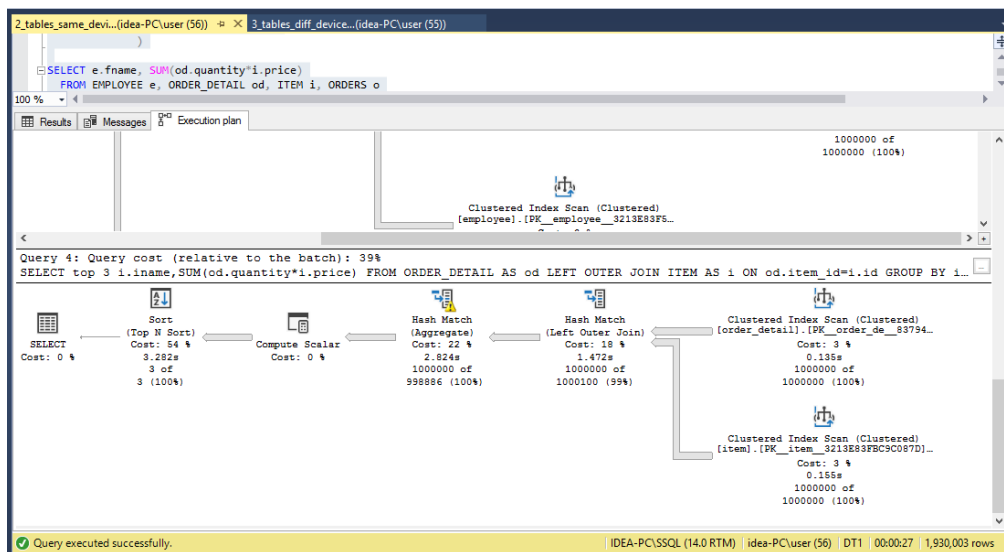 2_tables_same_devi...(idea-PC\user (56))
3_tables_diff_device...(idea-PC\user (55))
)
SELECT e.fname, SUM(od.quantity*i.price)
FROM EMPLOYEE e, ORDER_DETAIL od, ITEM i, ORDERS o
100 %
Results Messages Execution plan
1000000 of
1000000 (100%)
Clustered Index Scan (Clustered)
[employee].[PK__employee__3213E83F5...
Query 4: Query cost (relative to the batch): 39%
SELECT top 3 i.iname,SUM(od.quantity*i.price) FROM ORDER_DETAIL AS od LEFT OUTER JOIN ITEM AS i ON od.item_id=i.id GROUP BY i...
...
SELECT
Cost: 0 %
Sort
(Top N Sort)
Cost: 54 %
3.282s
3 of
3 (100%)
Compute Scalar
Cost: 0 %
Hash Match
(Aggregate)
Cost: 22 %
2.824s
1000000 of
998886 (100%)
Hash Match
(Left Outer Join)
Cost: 18 %
1.472s
1000000 of
1000100 (99%)
Clustered Index Scan (Clustered)
[order_detail].[PK__order_de__83794...
Cost: 3 %
0.135s
1000000 of
1000000 (100%)
Clustered Index Scan (Clustered)
[item].[PK__item__3213E83FBC9C087D]...
Cost: 3 %
0.155s
1000000 of
1000000 (100%)
Query executed successfully.
IDEA-PC\SSQL (14.0 RTM)
idea-PC\user (56)
DT1
00:00:27
1,930,003 rows